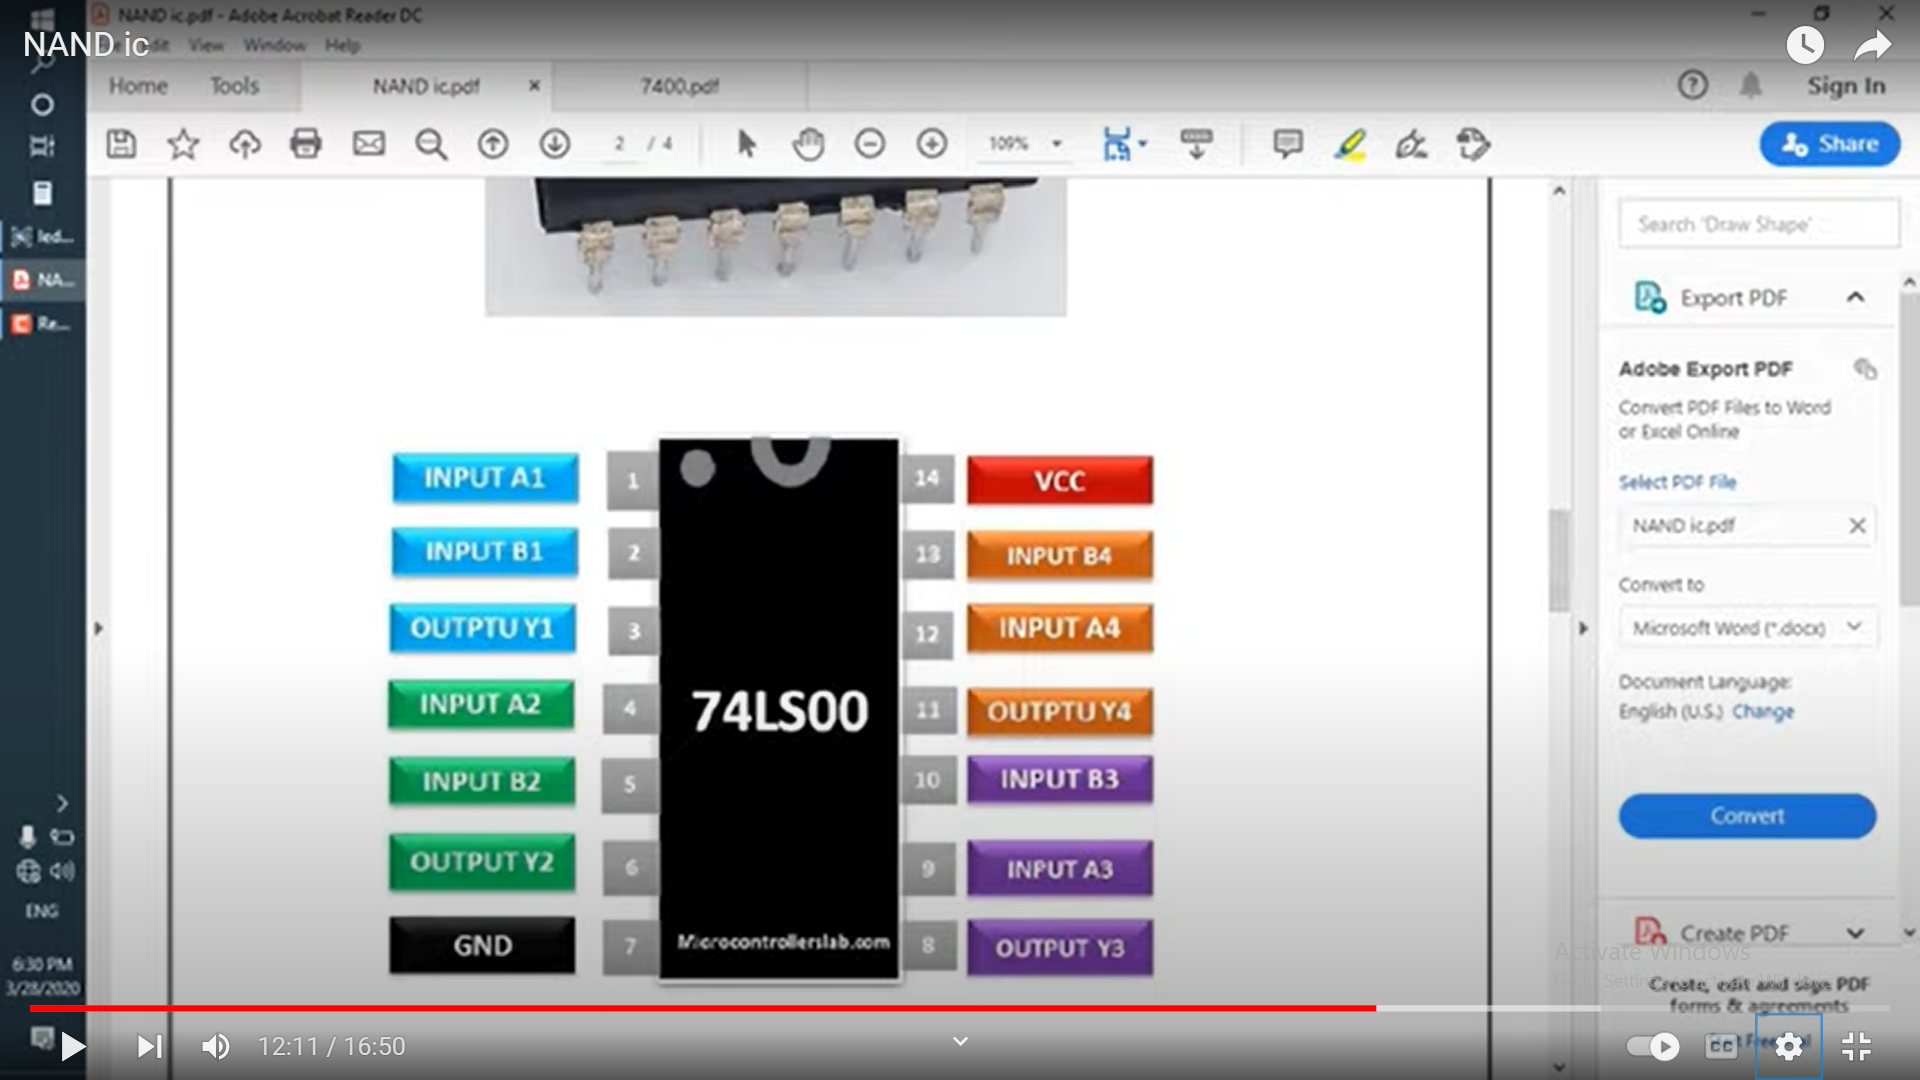 NAND ic.pdf - Adobe Acrobat Reader DC
NAND ic
Edit View Window Help
Home Tools NAND ic.pdf × 7400.pdf
Sign In
2 / 4
109%
Share
led...
NA...
Re...
Search 'Draw Shape'
Export PDF
Adobe Export PDF
Convert PDF Files to Word
or Excel Online
Select PDF File
NAND ic.pdf
Convert to
Microsoft Word (*.docx)
Document Language:
English (U.S.) Change
Convert
Create PDF
Activate Windows
Create, edit and sign PDF
forms & agreements
INPUT A1 1 14 VCC
INPUT B1 2 13 INPUT B4
OUTPTU Y1 3 12 INPUT A4
INPUT A2 4 74LS00 11 OUTPTU Y4
INPUT B2 5 10 INPUT B3
OUTPUT Y2 6 9 INPUT A3
GND 7 Microcontrollerslab.com 8 OUTPUT Y3
ENG
6:30 PM
3/28/2020
12:11 / 16:50
CC